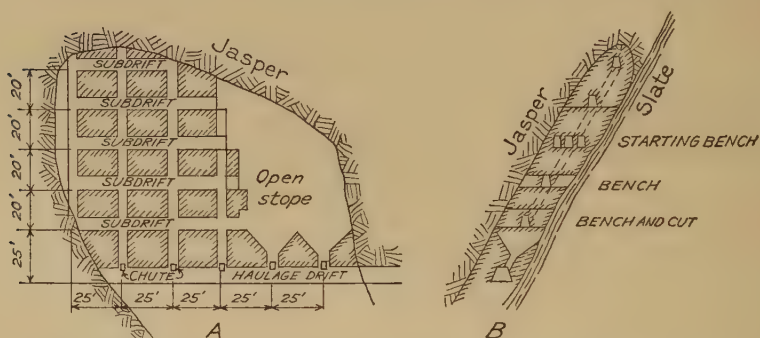 Jasper
SUBDRIFT
SUBDRIFT
SUBDRIFT
SUBDRIFT
SUBDRIFT
20'
20'
20'
20'
25'
Open
stope
CHUTES
HAULAGE DRIFT
25'
25'
25'
25'
25'
A
Jasper
Slate
STARTING BENCH
BENCH
BENCH AND CUT
B